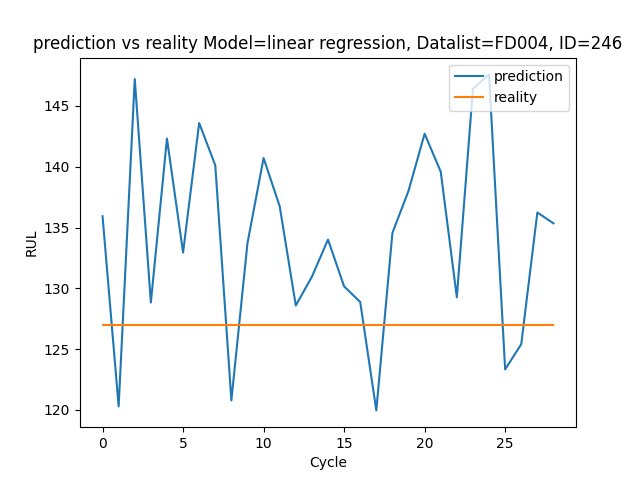 prediction vs reality Model=linear regression, Datalist=FD004, ID=246
prediction
reality
145
140
135
130
125
120
RUL
0 5 10 15 20 25
Cycle